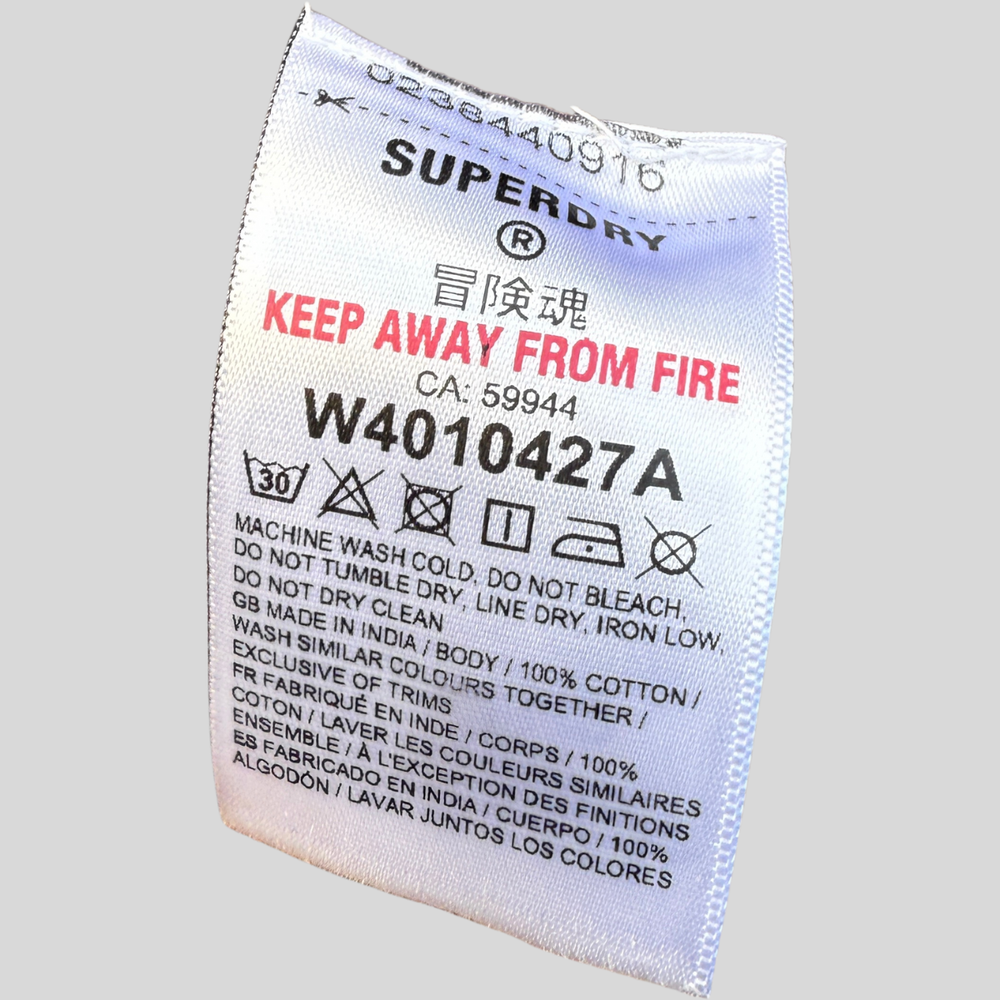 0238440916
SUPERDRY
®
冒険魂
KEEP AWAY FROM FIRE
CA: 59944
W4010427A
30
MACHINE WASH COLD, DO NOT BLEACH,
DO NOT TUMBLE DRY, LINE DRY, IRON LOW,
DO NOT DRY CLEAN
GB MADE IN INDIA / BODY / 100% COTTON /
WASH SIMILAR COLOURS TOGETHER /
EXCLUSIVE OF TRIMS
FR FABRIQUÉ EN INDE / CORPS / 100%
COTON / LAVER LES COULEURS SIMILAIRES
ENSEMBLE / À L'EXCEPTION DES FINITIONS
ES FABRICADO EN INDIA / CUERPO / 100%
ALGODÓN / LAVAR JUNTOS LOS COLORES